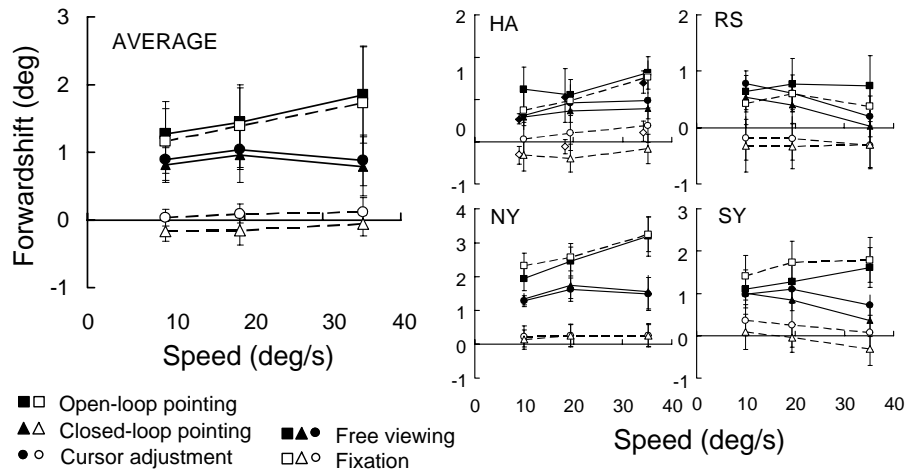 AVERAGE
Forwardshift (deg)
3
2
1
0
-1
0 10 20 30 40
Speed (deg/s)
HA
2
1
0
-1
RS
2
1
0
-1
NY
4
3
2
1
0
-1
0 10 20 30 40
SY
3
2
1
0
-1
0 10 20 30 40
Speed (deg/s)
■□ Open-loop pointing
▲△ Closed-loop pointing
●○ Cursor adjustment
■▲● Free viewing
□△○ Fixation